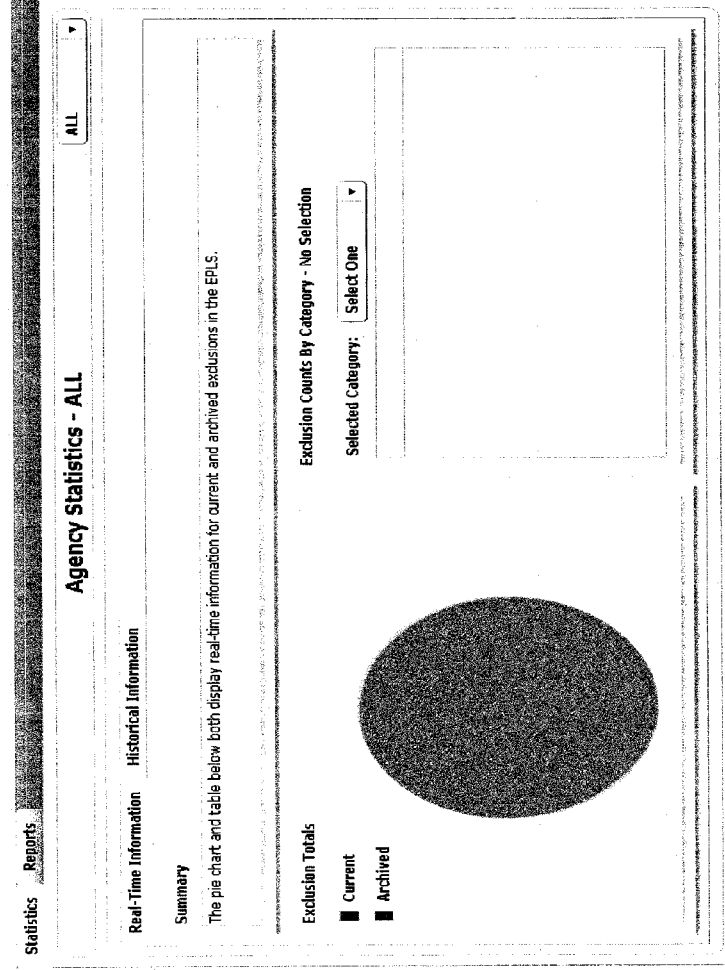 Statistics Reports
Agency Statistics - ALL
ALL
Real-Time Information Historical Information
Summary
The pie chart and table below both display real-time information for current and archived exclusions in the EPLS.
Exclusion Totals
Current
Archived
Exclusion Counts By Category - No Selection
Selected Category: Select One